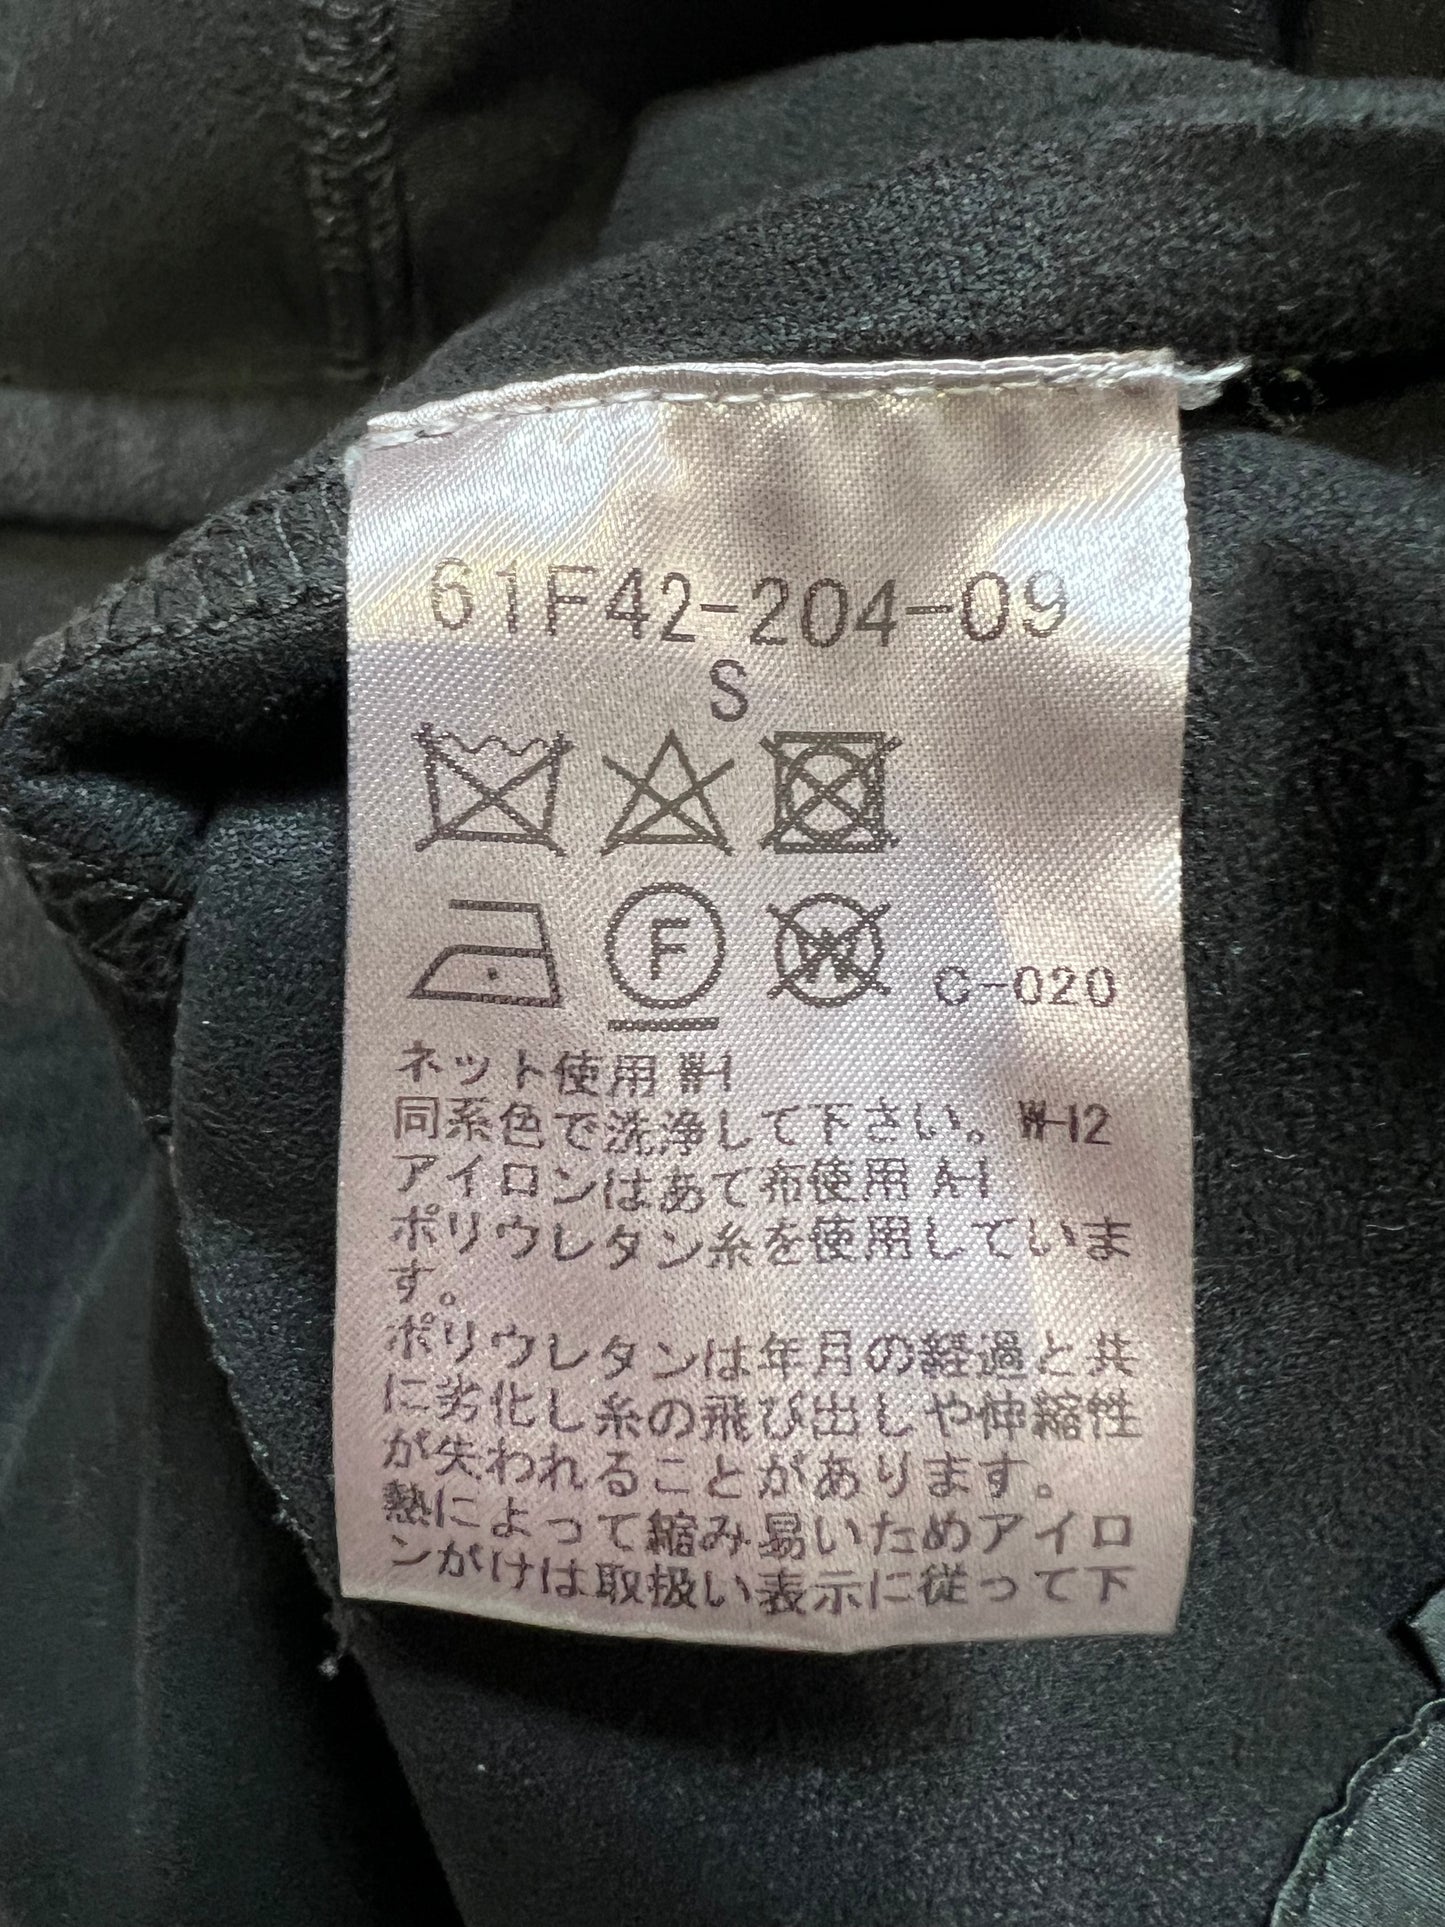 61F42-204-09
S
F
W
C-020
ネット使用 W-1
同系色で洗浄して下さい。W-12
アイロンはあて布使用 A-1
ポリウレタン糸を使用していま
す。
ポリウレタンは年月の経過と共
に劣化し糸の飛び出しや伸縮性
が失われることがあります。
熱によって縮み易いためアイロ
ンがけは取扱い表示に従って下